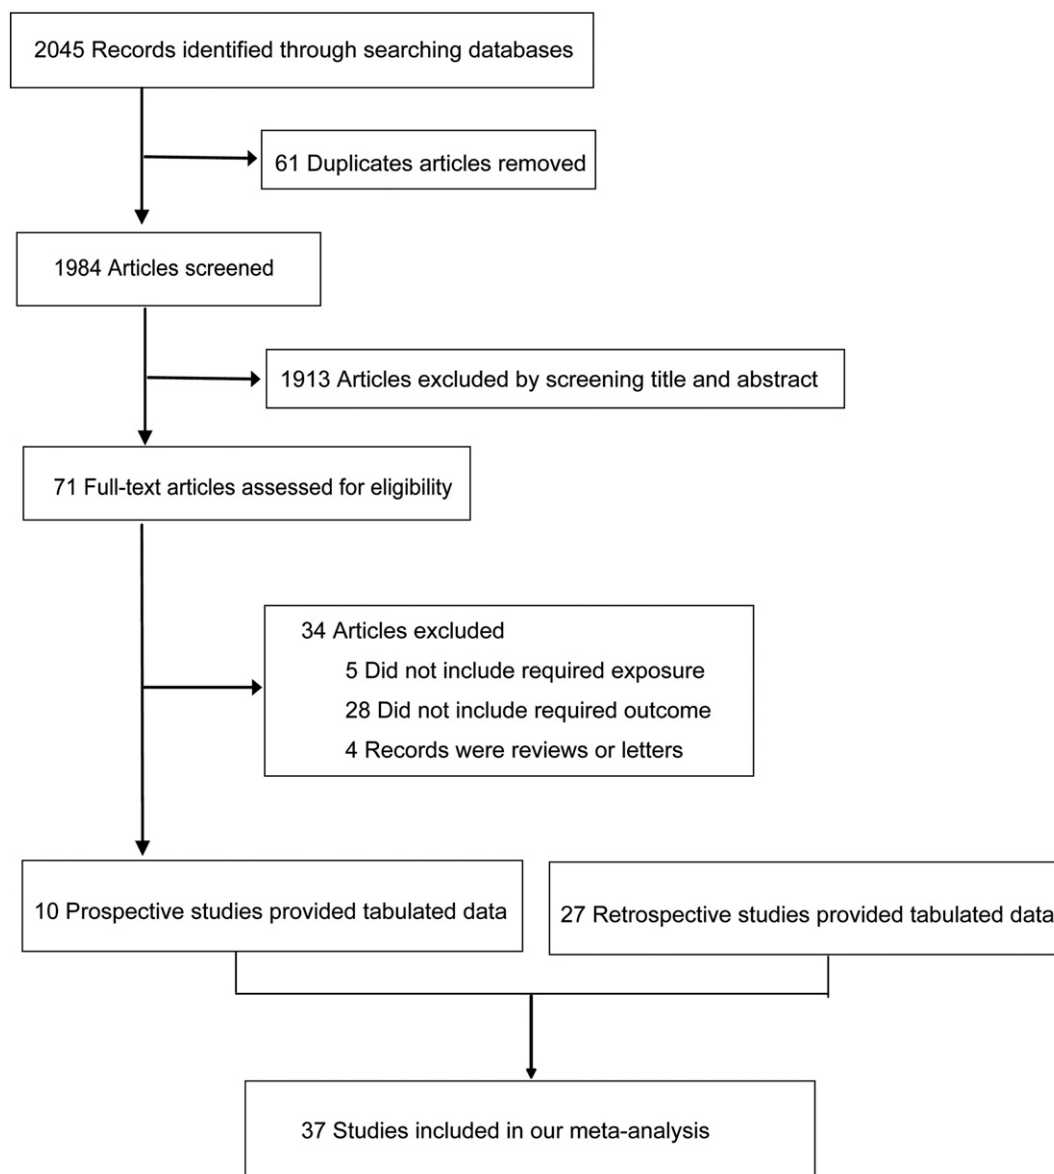 2045 Records identified through searching databases
61 Duplicates articles removed
1984 Articles screened
1913 Articles excluded by screening title and abstract
71 Full-text articles assessed for eligibility
34 Articles excluded
5 Did not include required exposure
28 Did not include required outcome
4 Records were reviews or letters
10 Prospective studies provided tabulated data
27 Retrospective studies provided tabulated data
37 Studies included in our meta-analysis